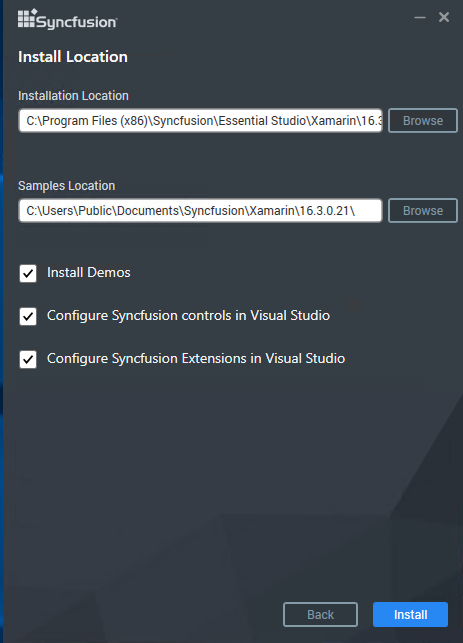 Syncfusion
Install Location
Installation Location
C:\Program Files (x86)\Syncfusion\Essential Studio\Xamarin\16.3
Browse
Samples Location
C:\Users\Public\Documents\Syncfusion\Xamarin\16.3.0.21\
Browse
Install Demos
Configure Syncfusion controls in Visual Studio
Configure Syncfusion Extensions in Visual Studio
Back
Install